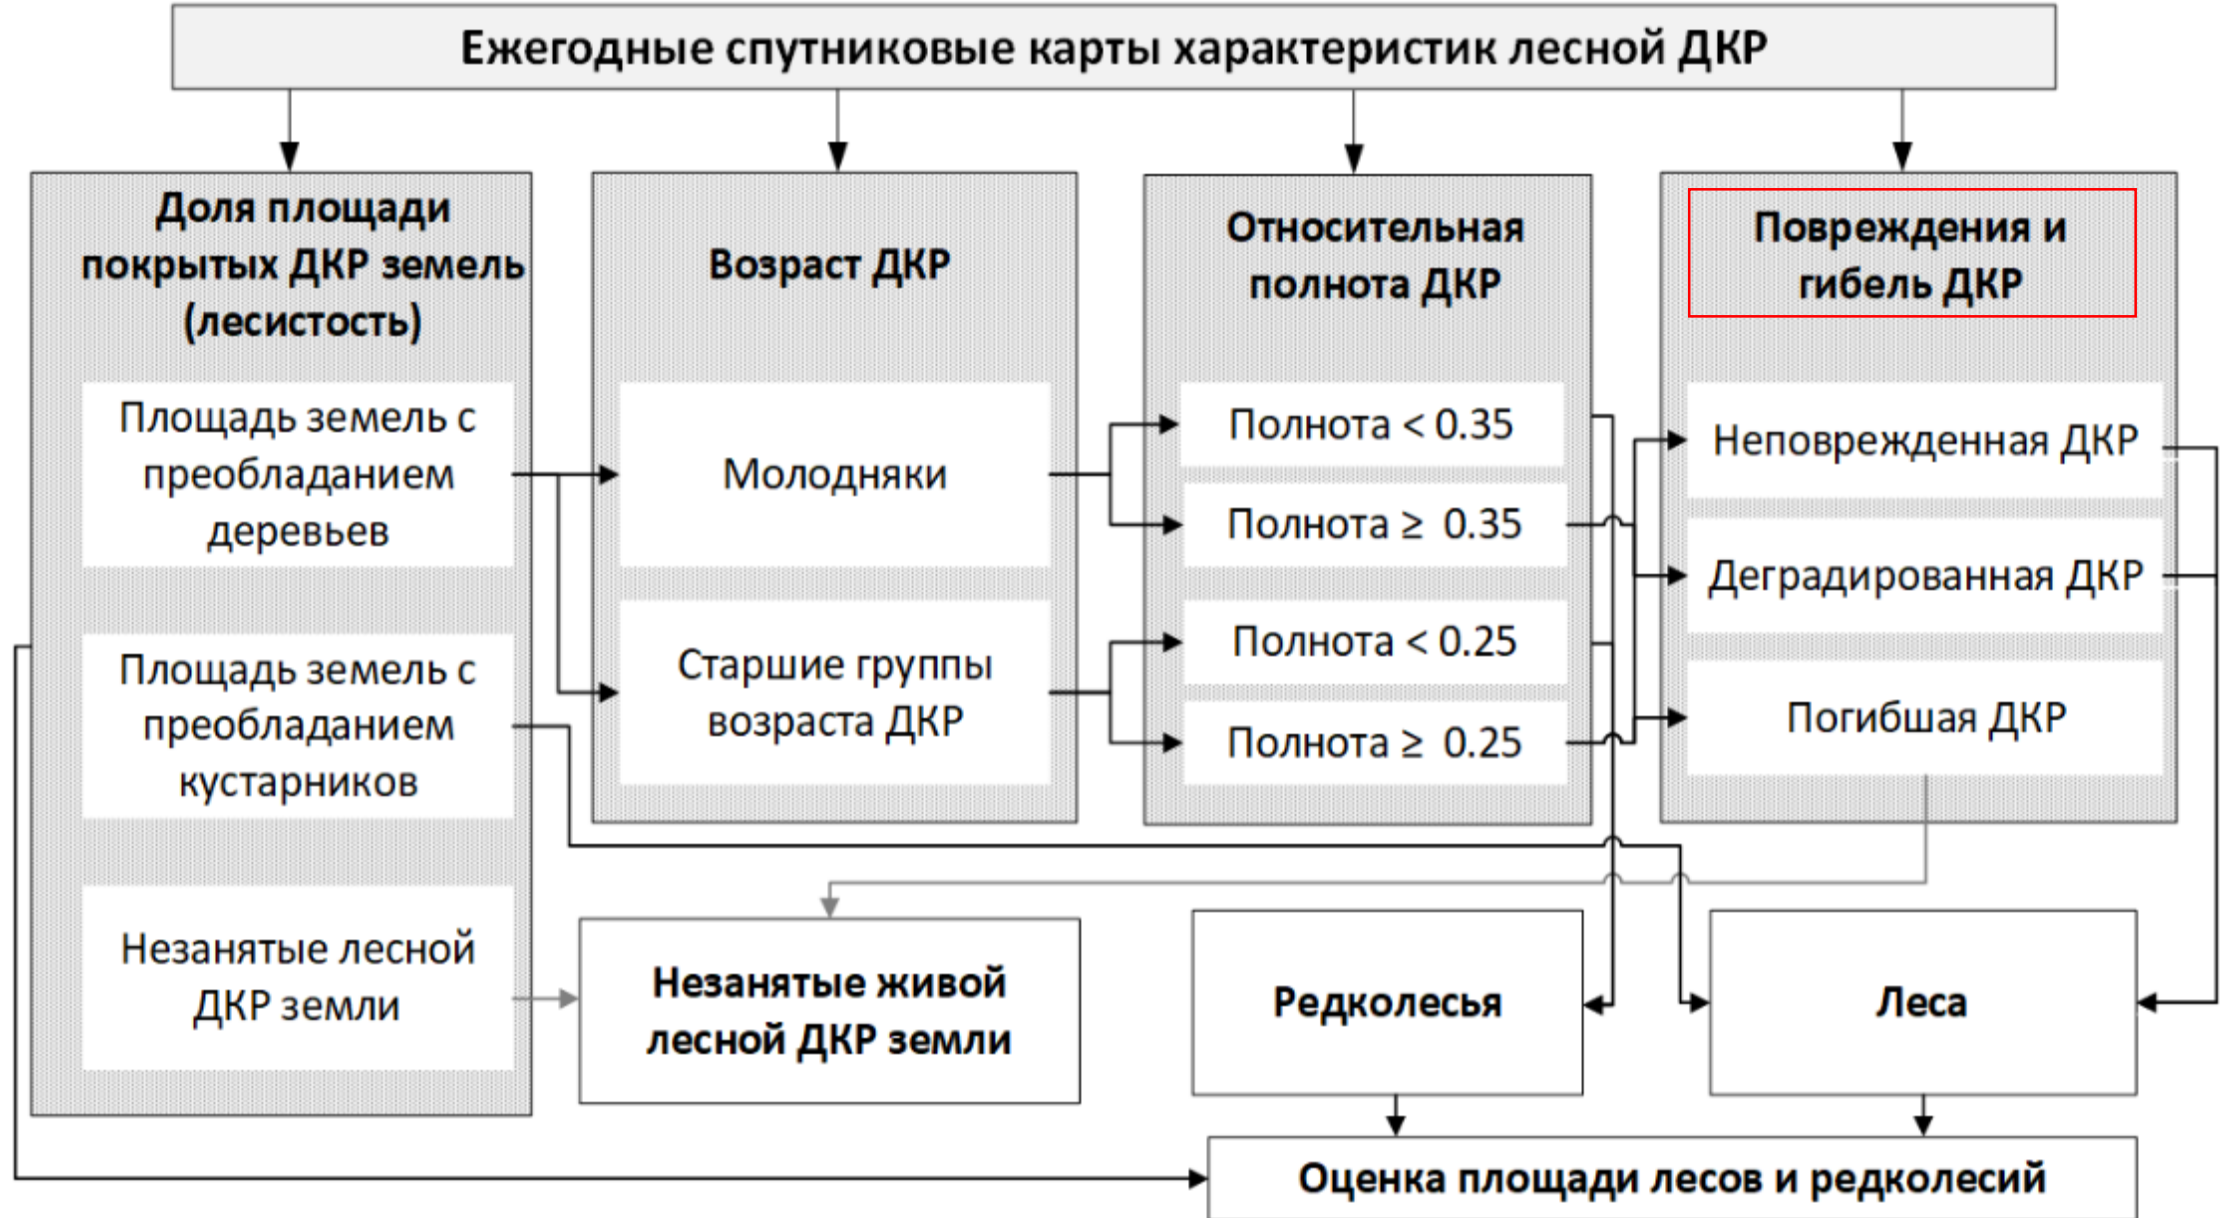 Ежегодные спутниковые карты характеристик лесной ДКР
Доля площади
покрытых ДКР земель
(лесистость)
Площадь земель с
преобладанием
деревьев
Площадь земель с
преобладанием
кустарников
Незанятые лесной
ДКР земли
Возраст ДКР
Молодняки
Старшие группы
возраста ДКР
Относительная
полнота ДКР
Полнота < 0.35
Полнота ≥ 0.35
Полнота < 0.25
Полнота ≥ 0.25
Повреждения и
гибель ДКР
Неповрежденная ДКР
Деградированная ДКР
Погибшая ДКР
Незанятые живой
лесной ДКР земли
Редколесья
Леса
Оценка площади лесов и редколесий